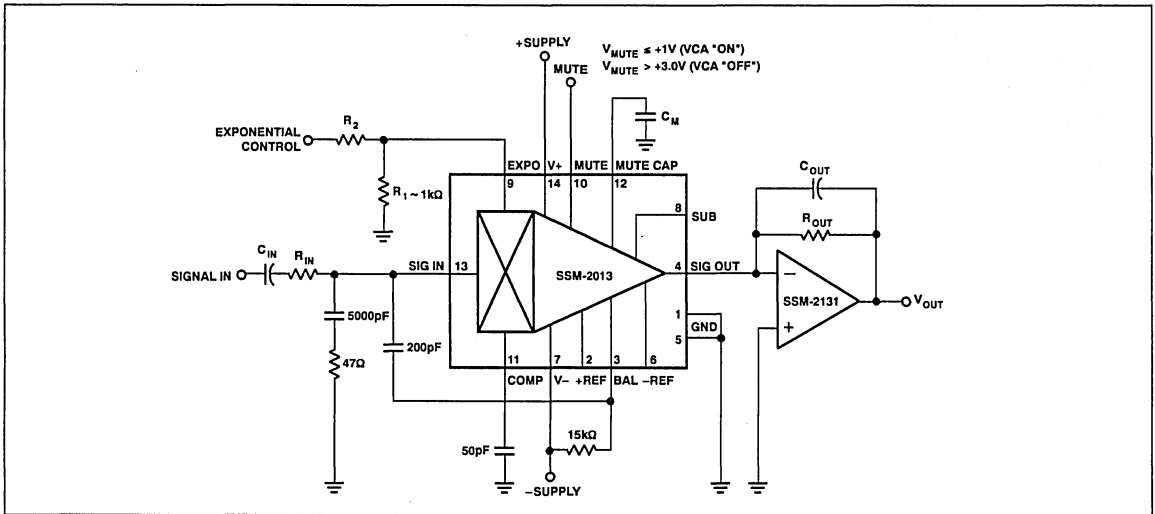 +SUPPLY
V_MUTE ≤ +1V (VCA "ON")
V_MUTE > +3.0V (VCA "OFF")
MUTE
C_M
EXPONENTIAL
CONTROL
R_2
R_1 ~ 1kΩ
EXPO V+ MUTE MUTE CAP
9 14 10 12
C_OUT
R_OUT
8
SUB
SIGNAL IN
C_IN
R_IN
SIG IN
13
SSM-2013
4
SIG OUT
SSM-2131
V_OUT
5000pF
47Ω
200pF
1
GND
5
11 7 2 3 6
COMP V− +REF BAL −REF
50pF
15kΩ
−SUPPLY
−
+